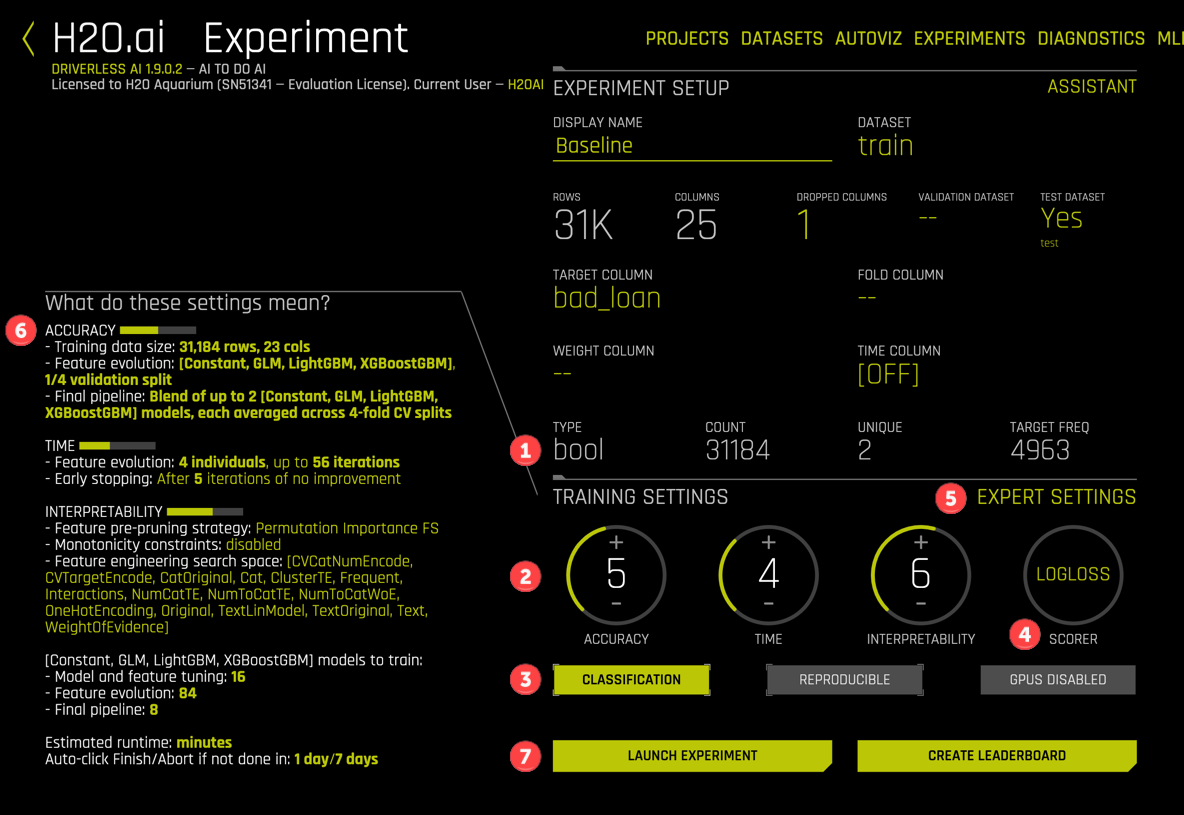 H2O.ai Experiment
PROJECTS DATASETS AUTOVIZ EXPERIMENTS DIAGNOSTICS
DRIVERLESS AI 1.9.0.2 – AI TO DO AI
Licensed to H2O Aquarium (SN51341 – Evaluation License). Current User – H2OAI
EXPERIMENT SETUP
ASSISTANT
DISPLAY NAME
Baseline
DATASET
train
ROWS
31K
COLUMNS
25
DROPPED COLUMNS
1
VALIDATION DATASET
--
TEST DATASET
Yes
test
TARGET COLUMN
bad_loan
FOLD COLUMN
--
WEIGHT COLUMN
--
TIME COLUMN
[OFF]
1
TYPE
bool
COUNT
31184
UNIQUE
2
TARGET FREQ
4963
What do these settings mean?
6
ACCURACY
- Training data size: 31,184 rows, 23 cols
- Feature evolution: [Constant, GLM, LightGBM, XGBoostGBM],
1/4 validation split
- Final pipeline: Blend of up to 2 [Constant, GLM, LightGBM,
XGBoostGBM] models, each averaged across 4-fold CV splits
TIME
- Feature evolution: 4 individuals, up to 56 iterations
- Early stopping: After 5 iterations of no improvement
INTERPRETABILITY
- Feature pre-pruning strategy: Permutation Importance FS
- Monotonicity constraints: disabled
- Feature engineering search space: [CVCatNumEncode,
CVTargetEncode, CatOriginal, Cat, ClusterTE, Frequent,
Interactions, NumCatTE, NumToCatTE, NumToCatWoE,
OneHotEncoding, Original, TextLinModel, TextOriginal, Text,
WeightOfEvidence]
[Constant, GLM, LightGBM, XGBoostGBM] models to train:
- Model and feature tuning: 16
- Feature evolution: 84
- Final pipeline: 8
Estimated runtime: minutes
Auto-click Finish/Abort if not done in: 1 day/7 days
TRAINING SETTINGS
5
EXPERT SETTINGS
2
+
5
-
ACCURACY
+
4
-
TIME
+
6
-
INTERPRETABILITY
LOGLOSS
4
SCORER
3
CLASSIFICATION
REPRODUCIBLE
GPUS DISABLED
7
LAUNCH EXPERIMENT
CREATE LEADERBOARD